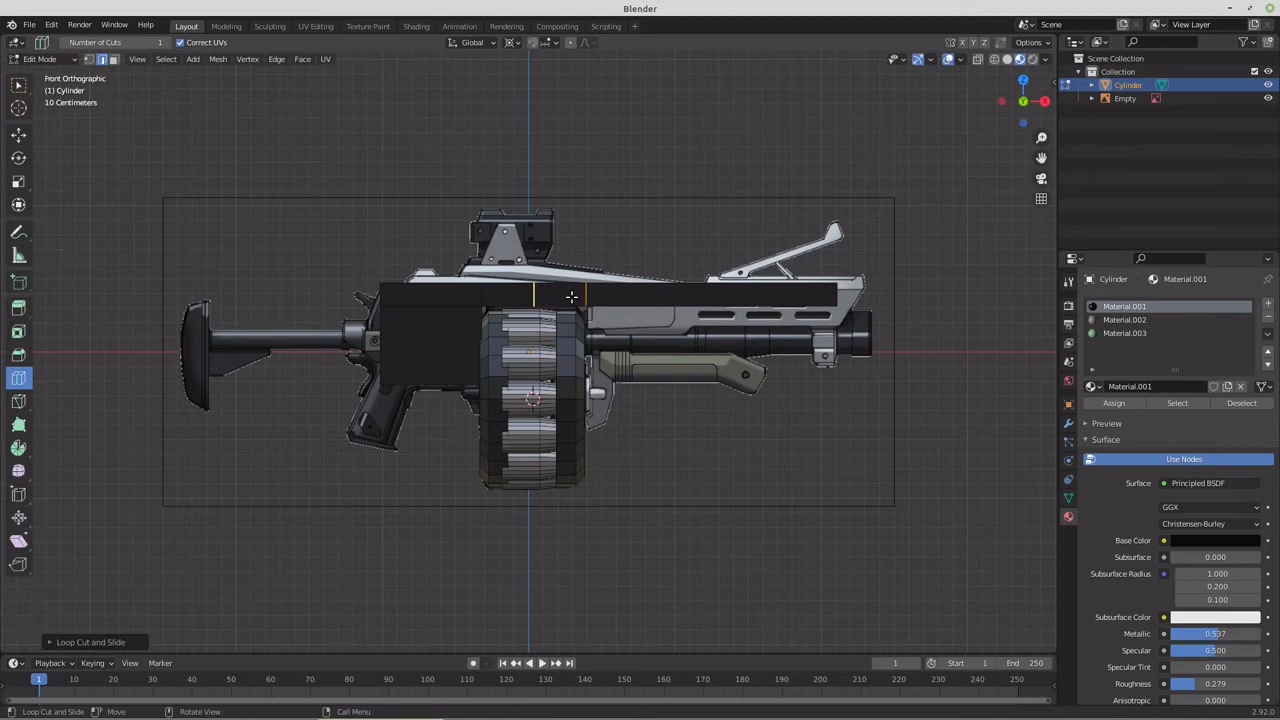 Blender
File Edit Render Window Help Layout Modeling Sculpting UV Editing Texture Paint Shading Animation Rendering Compositing Scripting + Scene View Layer
Number of Cuts 1 Correct UVs Global X Y Z Options
Edit Mode View Select Add Mesh Vertex Edge Face UV
Scene Collection
Collection
Cylinder
Empty
Front Orthographic
(1) Cylinder
10 Centimeters
Z
Y
X
Cylinder Material.001
Material.001
Material.002
Material.003
Material.001
Assign Select Deselect
Preview
Surface
Use Nodes
Surface Principled BSDF
GGX
Christensen-Burley
Base Color
Subsurface 0.000
Subsurface Radius 1.000
0.200
0.100
Subsurface Color
Metallic 0.537
Specular 0.500
Specular Tint 0.000
Roughness 0.279
Anisotropic 0.000
Loop Cut and Slide
Playback Keying View Marker 1 Start 1 End 250
1 10 20 30 40 50 60 70 80 90 100 110 120 130 140 150 160 170 180 190 200 210 220 230 240 250
Loop Cut and Slide Move Rotate View Call Menu 2.92.0